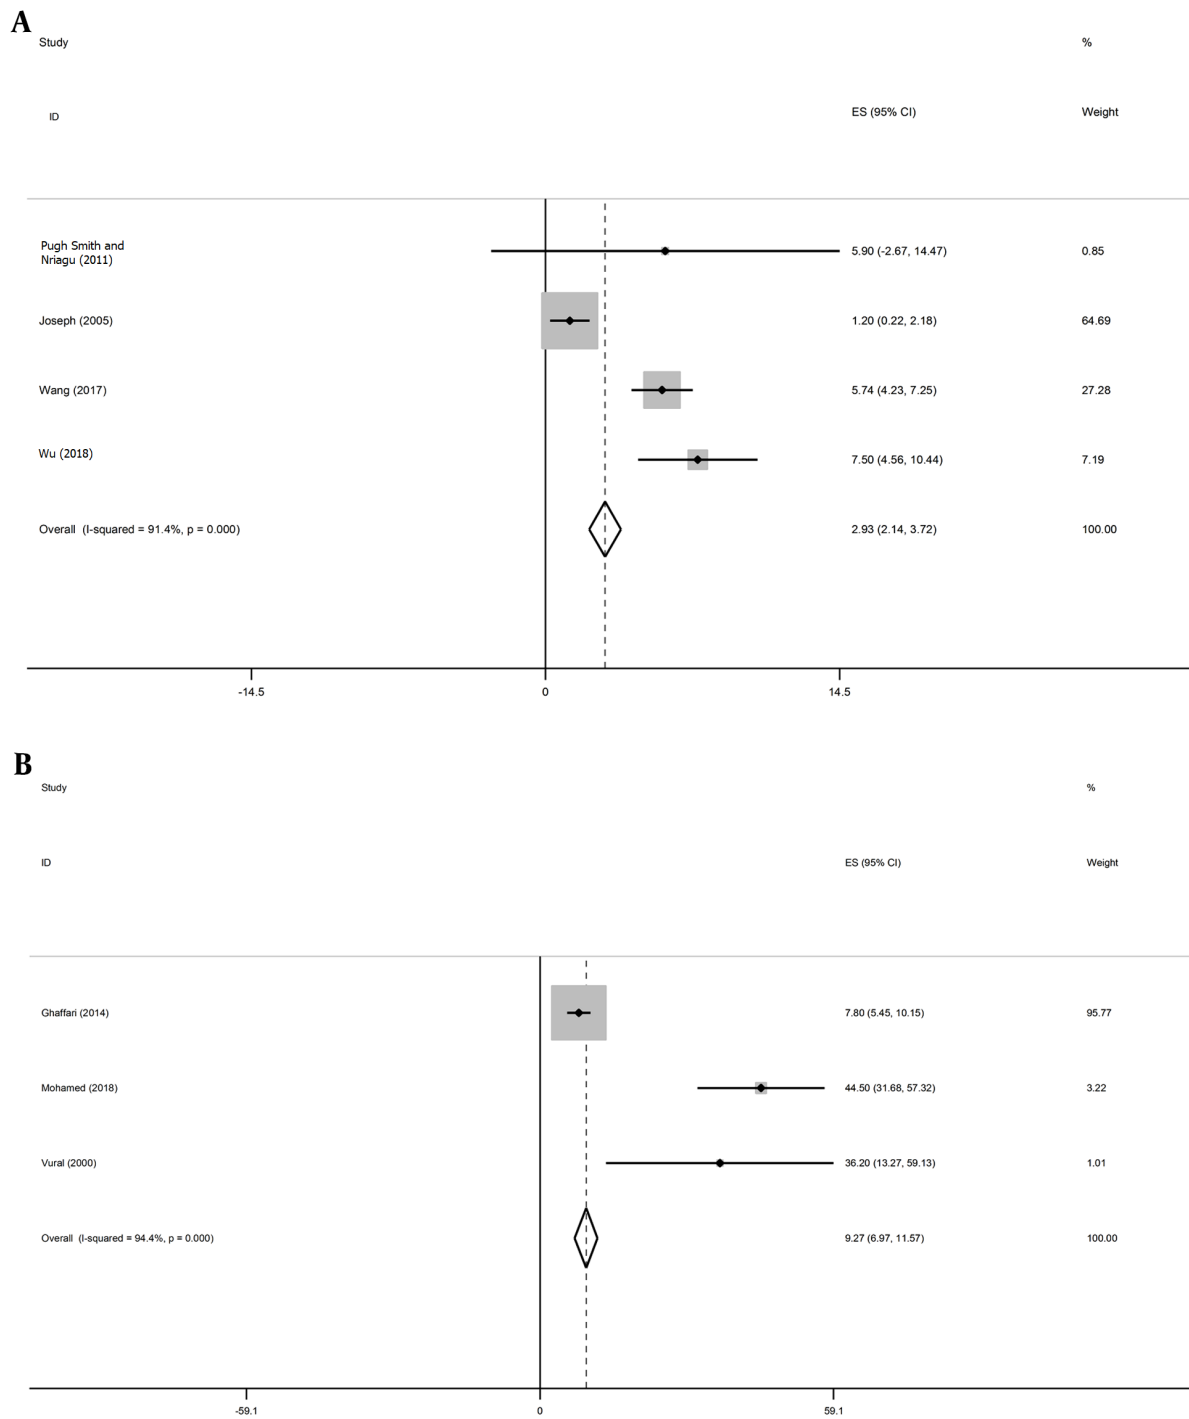 A
Study %
ID ES (95% CI) Weight
Pugh Smith and
Nriagu (2011) 5.90 (-2.67, 14.47) 0.85
Joseph (2005) 1.20 (0.22, 2.18) 64.69
Wang (2017) 5.74 (4.23, 7.25) 27.28
Wu (2018) 7.50 (4.56, 10.44) 7.19
Overall (I-squared = 91.4%, p = 0.000) 2.93 (2.14, 3.72) 100.00
-14.5 0 14.5
B
Study %
ID ES (95% CI) Weight
Ghaffari (2014) 7.80 (5.45, 10.15) 95.77
Mohamed (2018) 44.50 (31.68, 57.32) 3.22
Vural (2000) 36.20 (13.27, 59.13) 1.01
Overall (I-squared = 94.4%, p = 0.000) 9.27 (6.97, 11.57) 100.00
-59.1 0 59.1